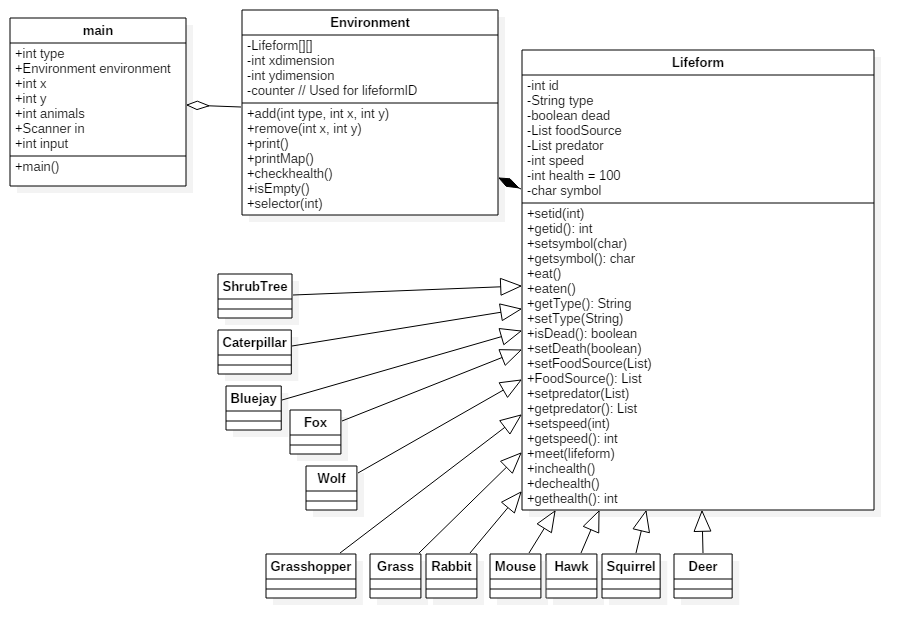 main
+int type
+Environment environment
+int x
+int y
+int animals
+Scanner in
+int input
+main()
Environment
-Lifeform[][]
-int xdimension
-int ydimension
-counter // Used for lifeformID
+add(int type, int x, int y)
+remove(int x, int y)
+print()
+printMap()
+checkhealth()
+isEmpty()
+selector(int)
Lifeform
-int id
-String type
-boolean dead
-List foodSource
-List predator
-int speed
-int health = 100
-char symbol
+setid(int)
+getid(): int
+setsymbol(char)
+getsymbol(): char
+eat()
+eaten()
+getType(): String
+setType(String)
+isDead(): boolean
+setDeath(boolean)
+setFoodSource(List)
+FoodSource(): List
+setpredator(List)
+getpredator(): List
+setspeed(int)
+getspeed(): int
+meet(lifeform)
+inchealth()
+dechealth()
+gethealth(): int
ShrubTree
Caterpillar
Bluejay
Fox
Wolf
Grasshopper
Grass
Rabbit
Mouse
Hawk
Squirrel
Deer